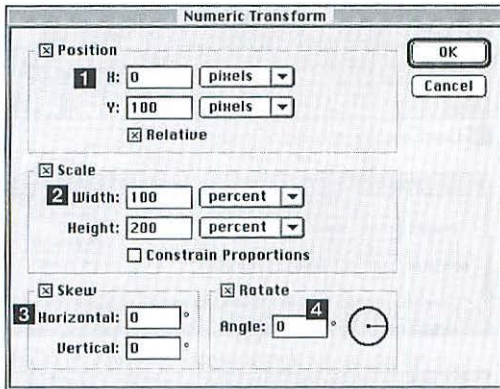 Numeric Transform
Position
1 X: 0 pixels
Y: 100 pixels
Relative
OK
Cancel
Scale
2 Width: 100 percent
Height: 200 percent
Constrain Proportions
Skew
3 Horizontal: 0 °
Vertical: 0 °
Rotate
4
Angle: 0 °